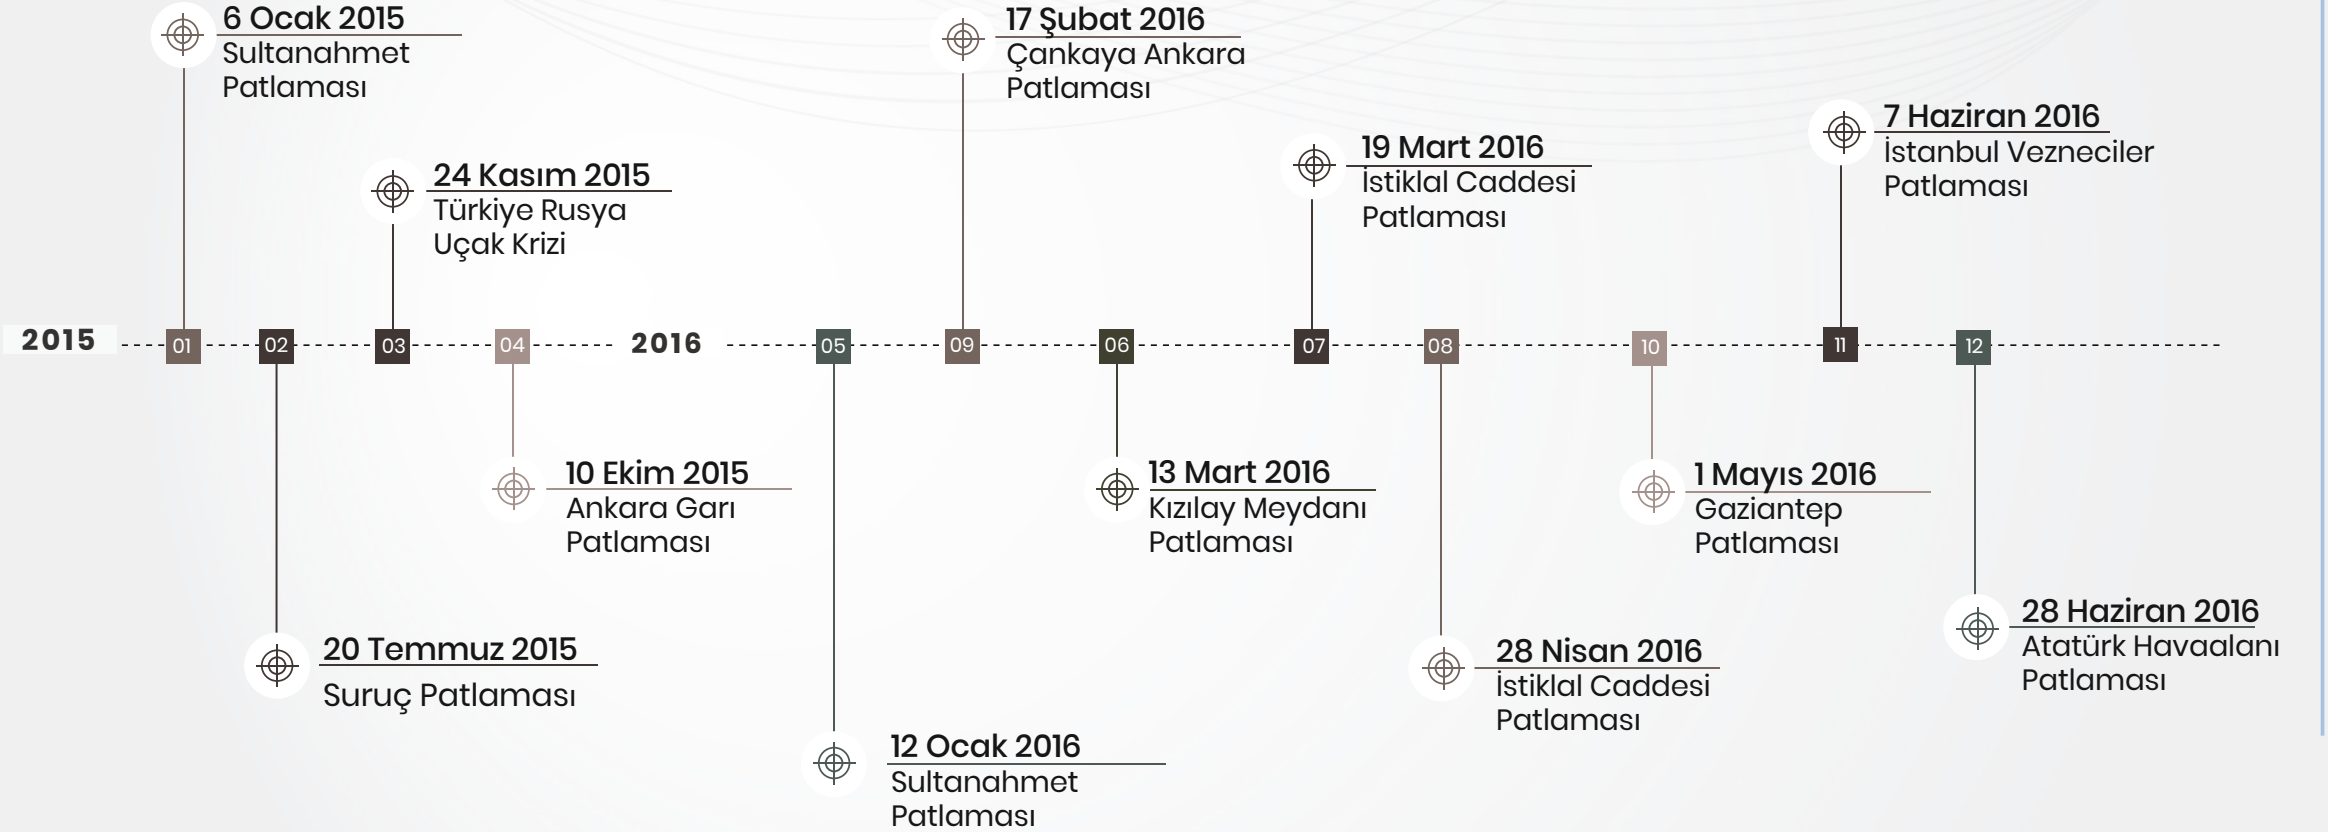 6 Ocak 2015
Sultanahmet
Patlaması
17 Şubat 2016
Çankaya Ankara
Patlaması
7 Haziran 2016
İstanbul Vezneciler
Patlaması
19 Mart 2016
İstiklal Caddesi
Patlaması
24 Kasım 2015
Türkiye Rusya
Uçak Krizi
2015 01 02 03 04 2016 05 09 06 07 08 10 11 12
10 Ekim 2015
Ankara Garı
Patlaması
13 Mart 2016
Kızılay Meydanı
Patlaması
1 Mayıs 2016
Gaziantep
Patlaması
28 Haziran 2016
Atatürk Havaalanı
Patlaması
20 Temmuz 2015
Suruç Patlaması
28 Nisan 2016
İstiklal Caddesi
Patlaması
12 Ocak 2016
Sultanahmet
Patlaması